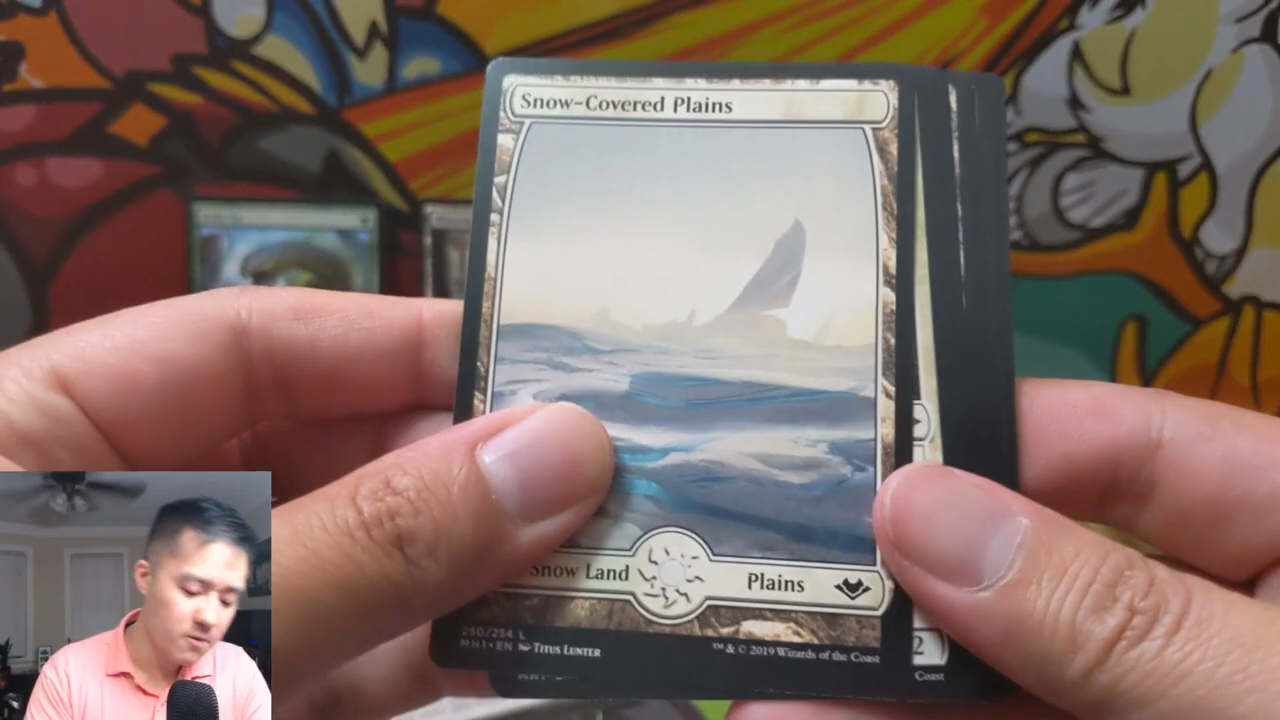 Snow-Covered Plains
Snow Land
Plains
250/254 L
MH1 • EN Titus Lunter
™ & © 2019 Wizards of the Coast
2
Coast